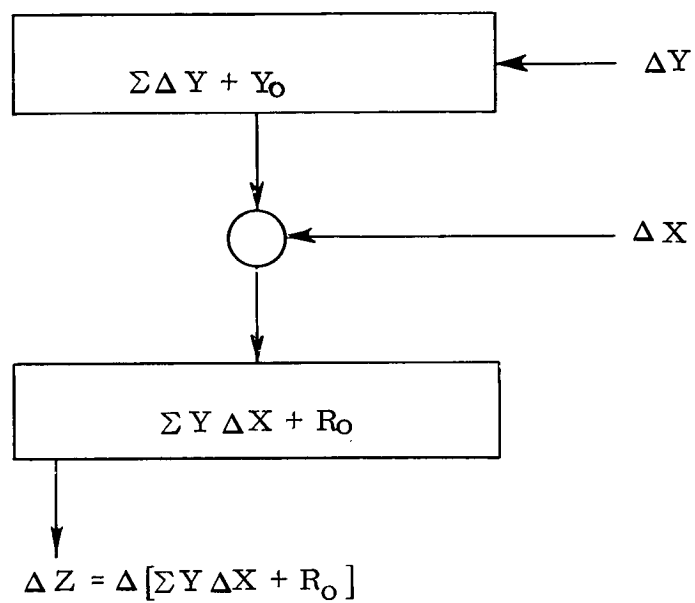 ΣΔY + Y₀
ΔY
ΔX
ΣYΔX + R₀
ΔZ = Δ[ΣYΔX + R₀]